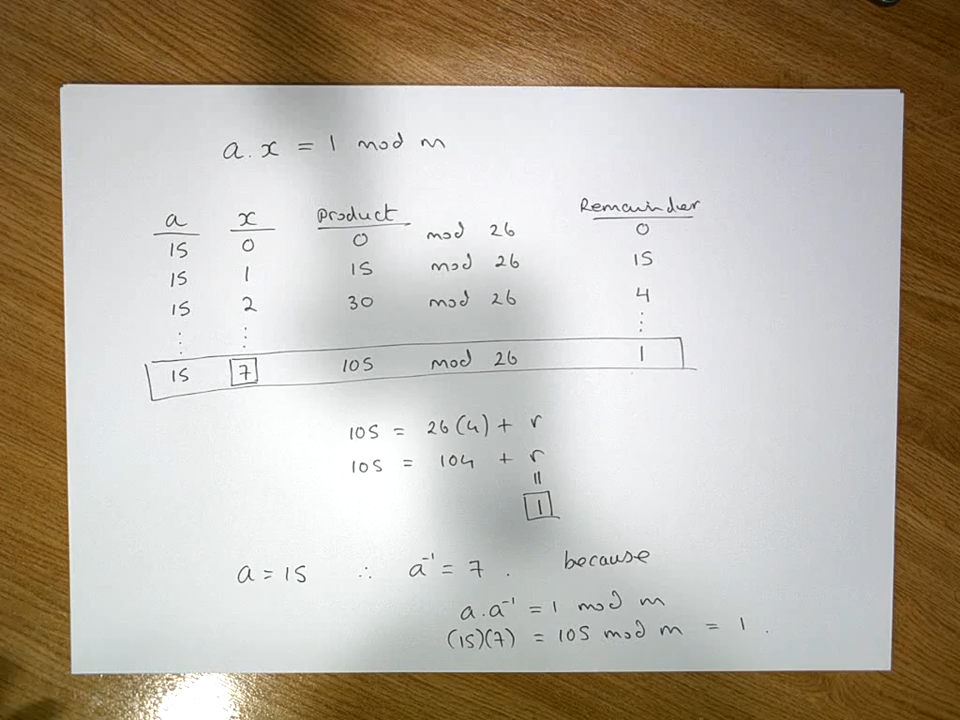 a.x = 1 mod m
a x Product Remainder
15 0 0 mod 26 0
15 1 15 mod 26 15
15 2 30 mod 26 4
⋮ ⋮ ⋮
15 7 105 mod 26 1
105 = 26(4) + r
105 = 104 + r
=
1
a = 15 ∴ a⁻¹ = 7. because
a.a⁻¹ = 1 mod m
(15)(7) = 105 mod m = 1.